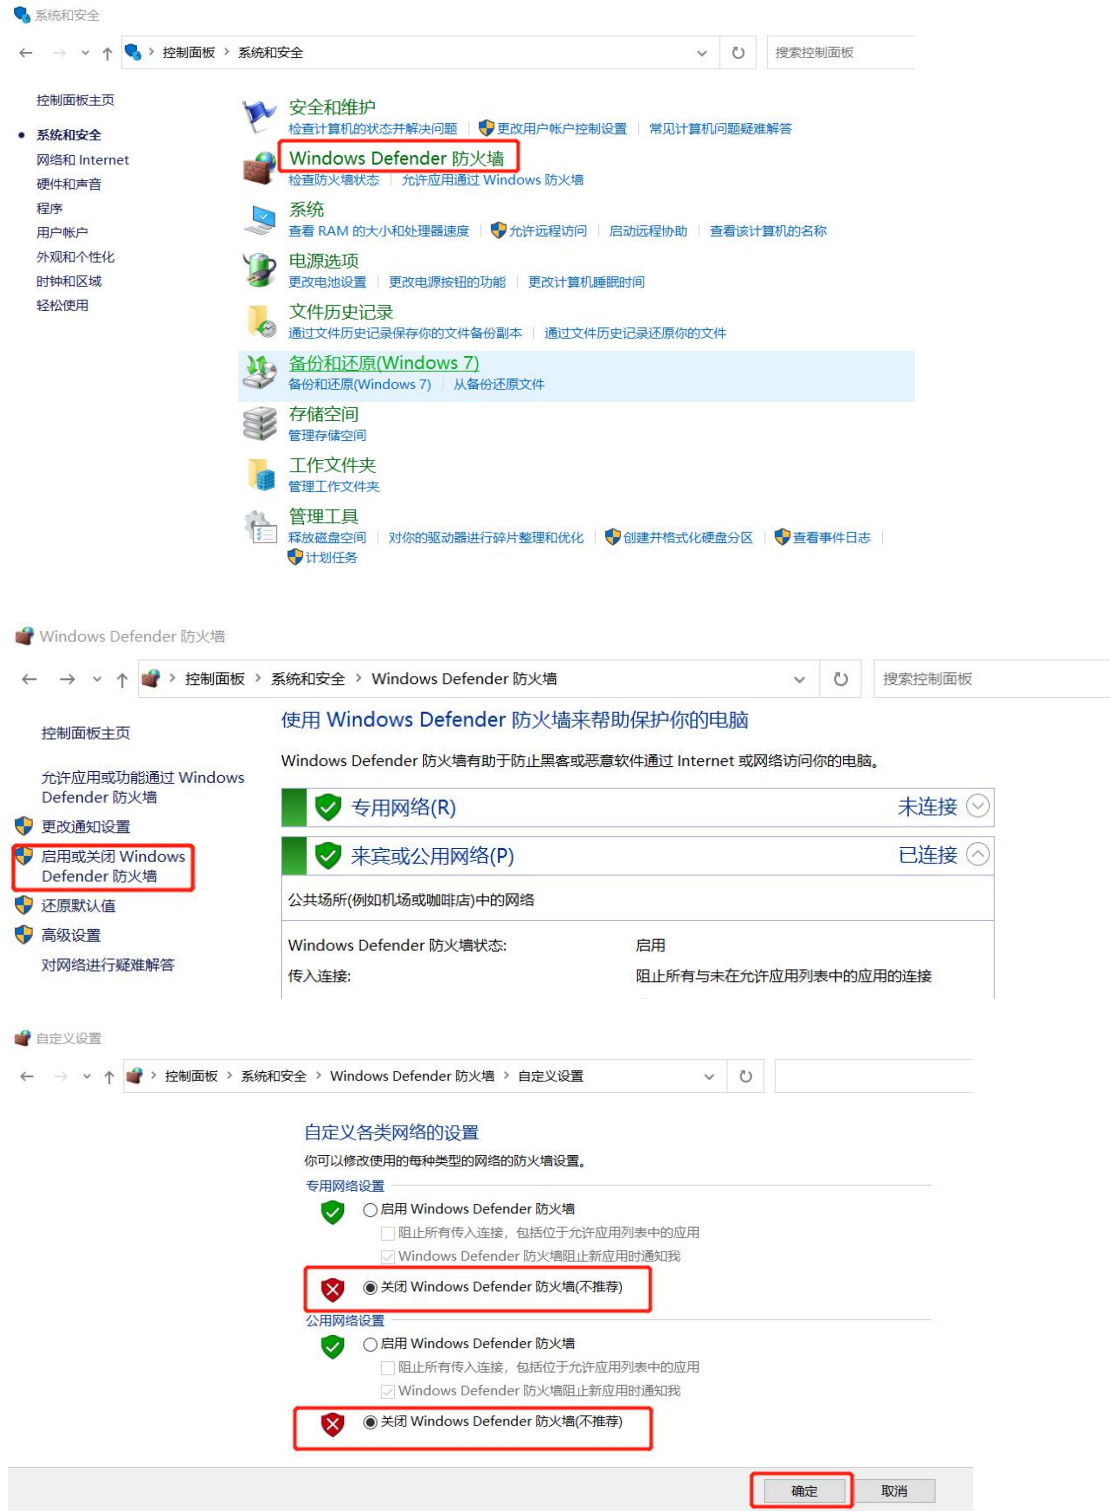 系统和安全
控制面板 > 系统和安全
搜索控制面板
控制面板主页
系统和安全
网络和 Internet
硬件和声音
程序
用户帐户
外观和个性化
时钟和区域
轻松使用
安全和维护
检查计算机的状态并解决问题 更改用户帐户控制设置 常见计算机问题疑难解答
Windows Defender 防火墙
检查防火墙状态 允许应用通过 Windows 防火墙
系统
查看 RAM 的大小和处理器速度 允许远程访问 启动远程协助 查看该计算机的名称
电源选项
更改电池设置 更改电源按钮的功能 更改计算机睡眠时间
文件历史记录
通过文件历史记录保存你的文件备份副本 通过文件历史记录还原你的文件
备份和还原(Windows 7)
备份和还原(Windows 7) 从备份还原文件
存储空间
管理存储空间
工作文件夹
管理工作文件夹
管理工具
释放磁盘空间 对你的驱动器进行碎片整理和优化 创建并格式化硬盘分区 查看事件日志
计划任务
Windows Defender 防火墙
控制面板 > 系统和安全 > Windows Defender 防火墙
搜索控制面板
控制面板主页
允许应用或功能通过 Windows
Defender 防火墙
更改通知设置
启用或关闭 Windows
Defender 防火墙
还原默认值
高级设置
对网络进行疑难解答
使用 Windows Defender 防火墙来帮助保护你的电脑
Windows Defender 防火墙有助于防止黑客或恶意软件通过 Internet 或网络访问你的电脑。
专用网络(R) 未连接
来宾或公用网络(P) 已连接
公共场所(例如机场或咖啡店)中的网络
Windows Defender 防火墙状态: 启用
传入连接: 阻止所有与未在允许应用列表中的应用的连接
自定义设置
控制面板 > 系统和安全 > Windows Defender 防火墙 > 自定义设置
自定义各类网络的设置
你可以修改使用的每种类型的网络的防火墙设置。
专用网络设置
启用 Windows Defender 防火墙
阻止所有传入连接，包括位于允许应用列表中的应用
Windows Defender 防火墙阻止新应用时通知我
关闭 Windows Defender 防火墙(不推荐)
公用网络设置
启用 Windows Defender 防火墙
阻止所有传入连接，包括位于允许应用列表中的应用
Windows Defender 防火墙阻止新应用时通知我
关闭 Windows Defender 防火墙(不推荐)
确定 取消